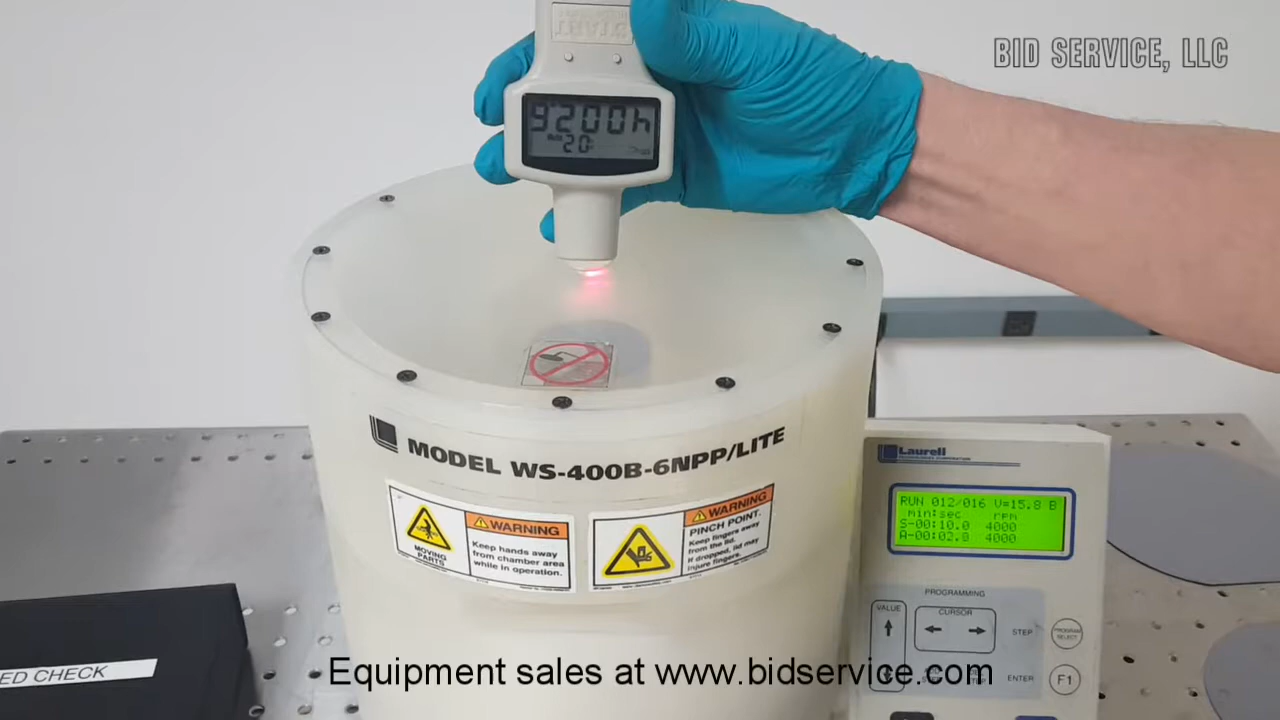 BID SERVICE, LLC
MODEL WS-400B-6NPP/LITE
WARNING
MOVING
PARTS
Keep hands away
from chamber area
while in operation.
WARNING
PINCH POINT.
Keep fingers away
from the lid.
If dropped, lid may
injure fingers.
Laurell
RUN 012/016 V=15.8 B
min:sec rpm
S-00:10.0 4000
A-00:02.8 4000
PROGRAMMING
VALUE
CURSOR
STEP
PROGRAM
SELECT
ENTER
F1
ED CHECK
Equipment sales at www.bidservice.com